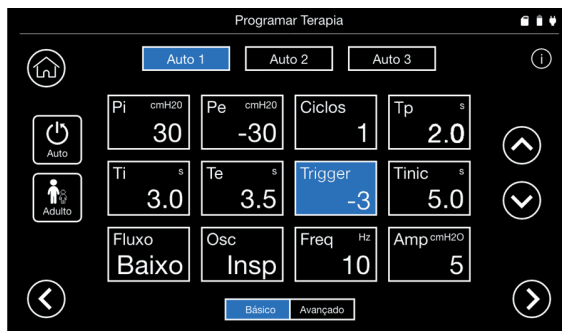 Programar Terapia
Auto 1 Auto 2 Auto 3
i
Pi cmH20 Pe cmH20 Ciclos Tp s
30 -30 1 2.0
Auto
Ti s Te s Trigger Tinic s
3.0 3.5 -3 5.0
Adulto
Fluxo Osc Freq Hz Amp cmH2O
Baixo Insp 10 5
Básico Avançado